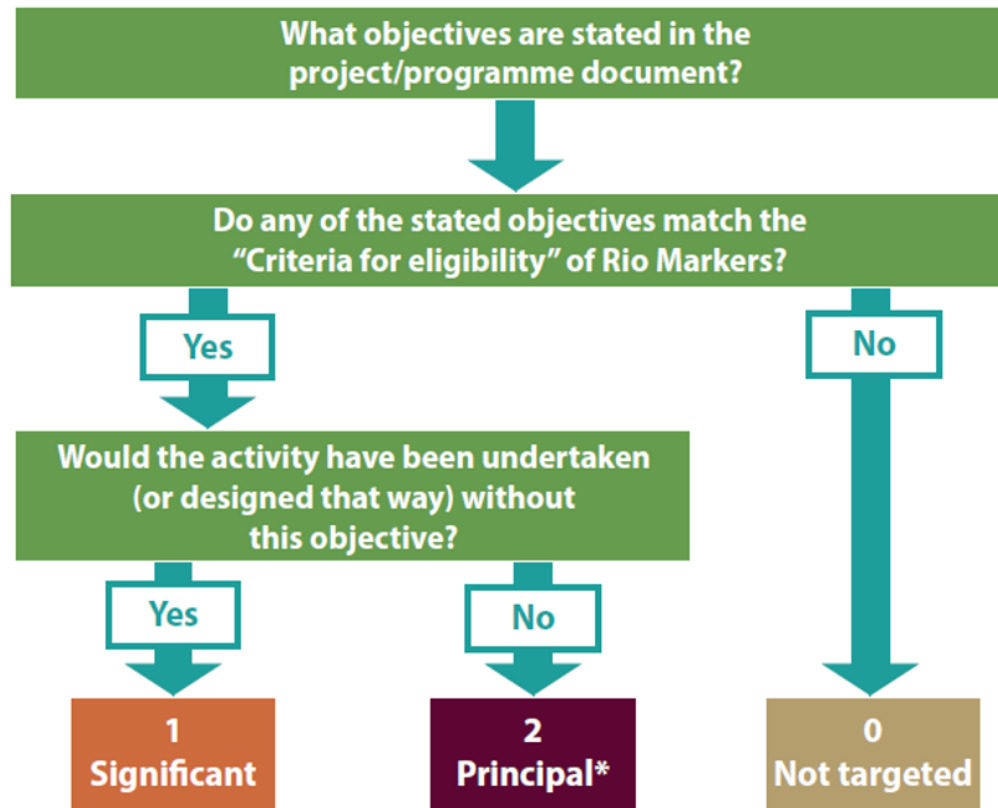 What objectives are stated in the
project/programme document?
Do any of the stated objectives match the
“Criteria for eligibility” of Rio Markers?
Yes
No
Would the activity have been undertaken
(or designed that way) without
this objective?
Yes
No
1
Significant
2
Principal*
0
Not targeted